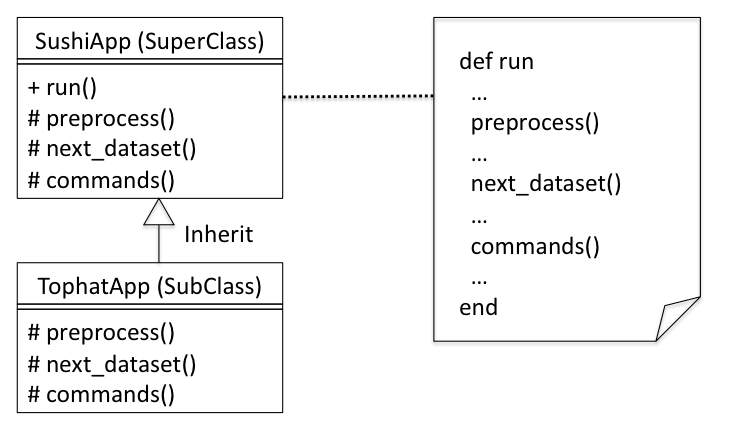 SushiApp (SuperClass)
+ run()
# preprocess()
# next_dataset()
# commands()
Inherit
TophatApp (SubClass)
# preprocess()
# next_dataset()
# commands()
def run
...
preprocess()
...
next_dataset()
...
commands()
...
end